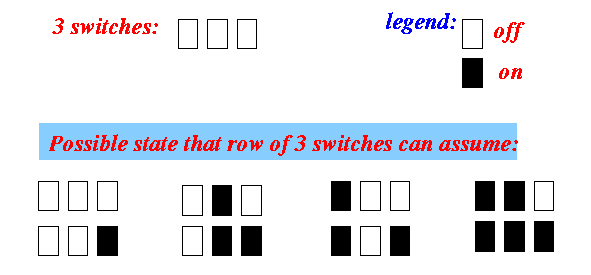 3 switches:
legend:
off
on
Possible state that row of 3 switches can assume: